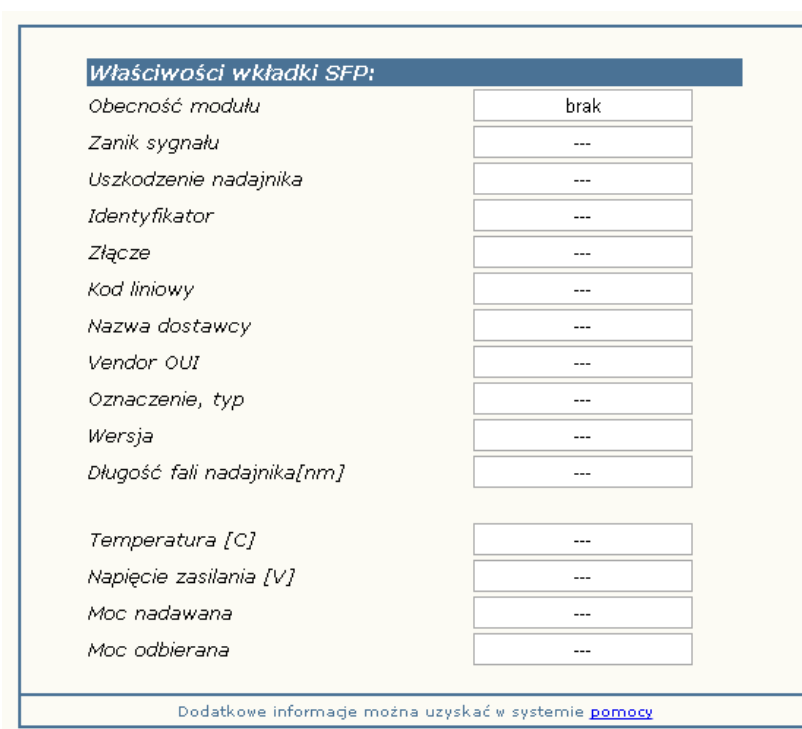 Właściwości wkładki SFP:
Obecność modułu brak
Zanik sygnału ---
Uszkodzenie nadajnika ---
Identyfikator ---
Złącze ---
Kod liniowy ---
Nazwa dostawcy ---
Vendor OUI ---
Oznaczenie, typ ---
Wersja ---
Długość fali nadajnika[nm] ---
Temperatura [C] ---
Napięcie zasilania [V] ---
Moc nadawana ---
Moc odbierana ---
Dodatkowe informacje można uzyskać w systemie pomocy